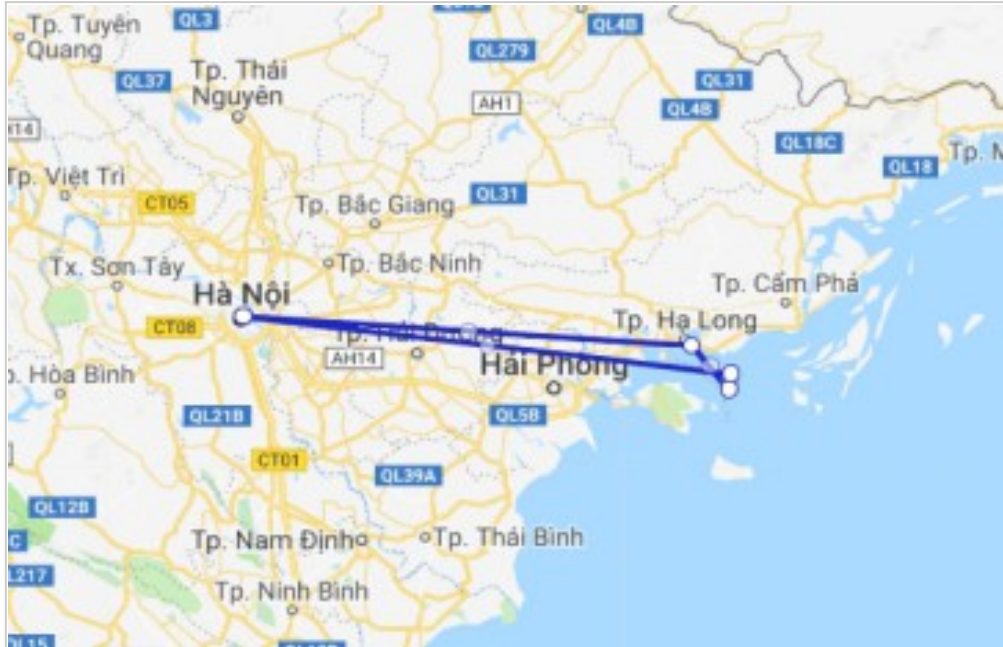 Tp. Tuyên
Quang
QL3
QL4B
QL279
QL37
Tp. Thái
Nguyên
AH1
QL31
QL4B
QL18C
QL18
Tp. Việt Trì
CT05
Tp. Bắc Giang
QL31
Tx. Sơn Tây
Tp. Bắc Ninh
Hà Nội
Tp. Cẩm Phả
CT08
Tp. Hạ Long
AH14
Hải Phòng
Hòa Bình
QL21B
QL5B
CT01
QL39A
QL12B
Tp. Nam Định
Tp. Thái Bình
L217
Tp. Ninh Bình
QL15